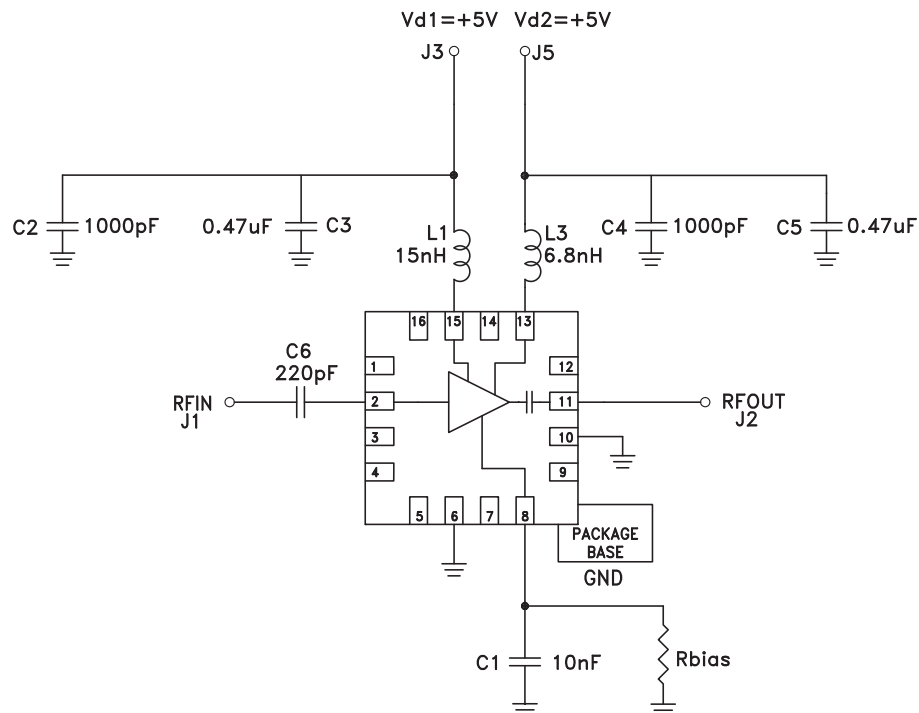 Vd1=+5V Vd2=+5V
J3 J5
C2 1000pF 0.47uF C3 L1 15nH L3 6.8nH C4 1000pF C5 0.47uF
16 15 14 13
C6
220pF
1 12
RFIN 2 11 RFOUT
J1 J2
3 10
4 9
5 6 7 8
PACKAGE
BASE
GND
C1 10nF Rbias